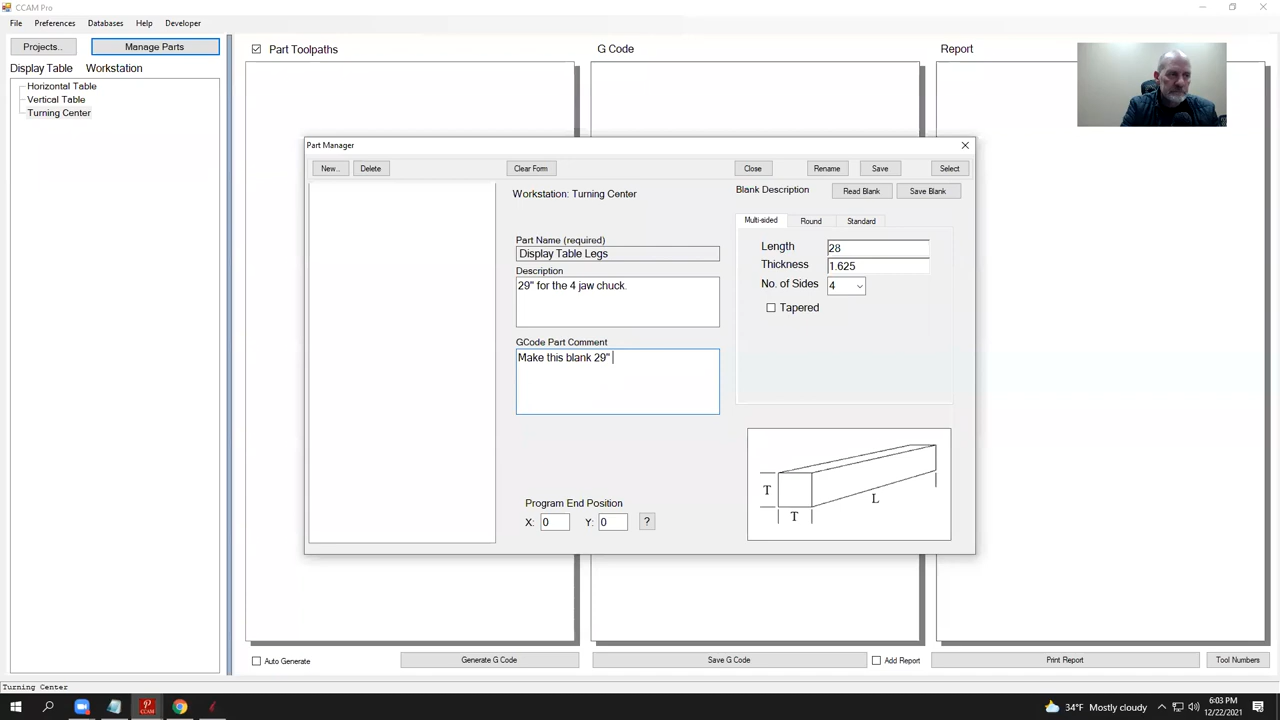 CCAM Pro
File Preferences Databases Help Developer
Projects.. Manage Parts
Part Toolpaths G Code Report
Display Table Workstation
Horizontal Table
Vertical Table
Turning Center
Part Manager
New... Delete Clear Form Close Rename Save Select
Workstation: Turning Center Blank Description Read Blank Save Blank
Multi-sided Round Standard
Part Name (required)
Display Table Legs
Length 28
Thickness 1.625
No. of Sides 4
Tapered
Description
29" for the 4 jaw chuck.
GCode Part Comment
Make this blank 29"
T
T
L
Program End Position
X: 0 Y: 0 ?
Auto Generate Generate G Code Save G Code Add Report Print Report Tool Numbers
Turning Center
P
CCAM
34°F Mostly cloudy
6:03 PM
12/22/2021